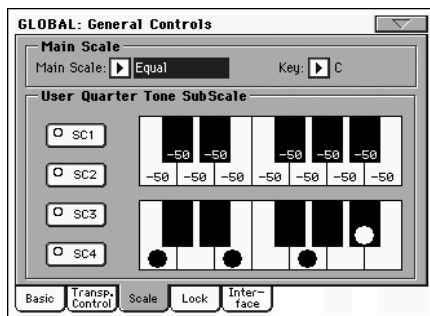 GLOBAL: General Controls
Main Scale
Main Scale: Equal Key: C
User Quarter Tone SubScale
SC1
SC2
SC3
SC4
-50 -50 -50 -50 -50
-50 -50 -50 -50 -50 -50 -50
Basic Transp. Control Scale Lock Inter-face